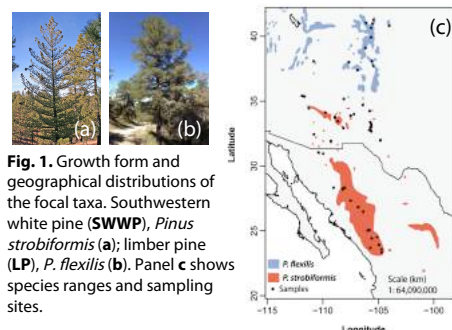 (a)
(b)
Fig. 1. Growth form and
geographical distributions of
the focal taxa. Southwestern
white pine (SWWP), Pinus
strobiformis (a); limber pine
(LP), P. flexilis (b). Panel c shows
species ranges and sampling
sites.
(c)
Latitude
40
35
30
25
20
P. flexilis
P. strobiformis
Samples
Scale (km)
1: 64,090,000
-115
-110
-105
-100
Longitude